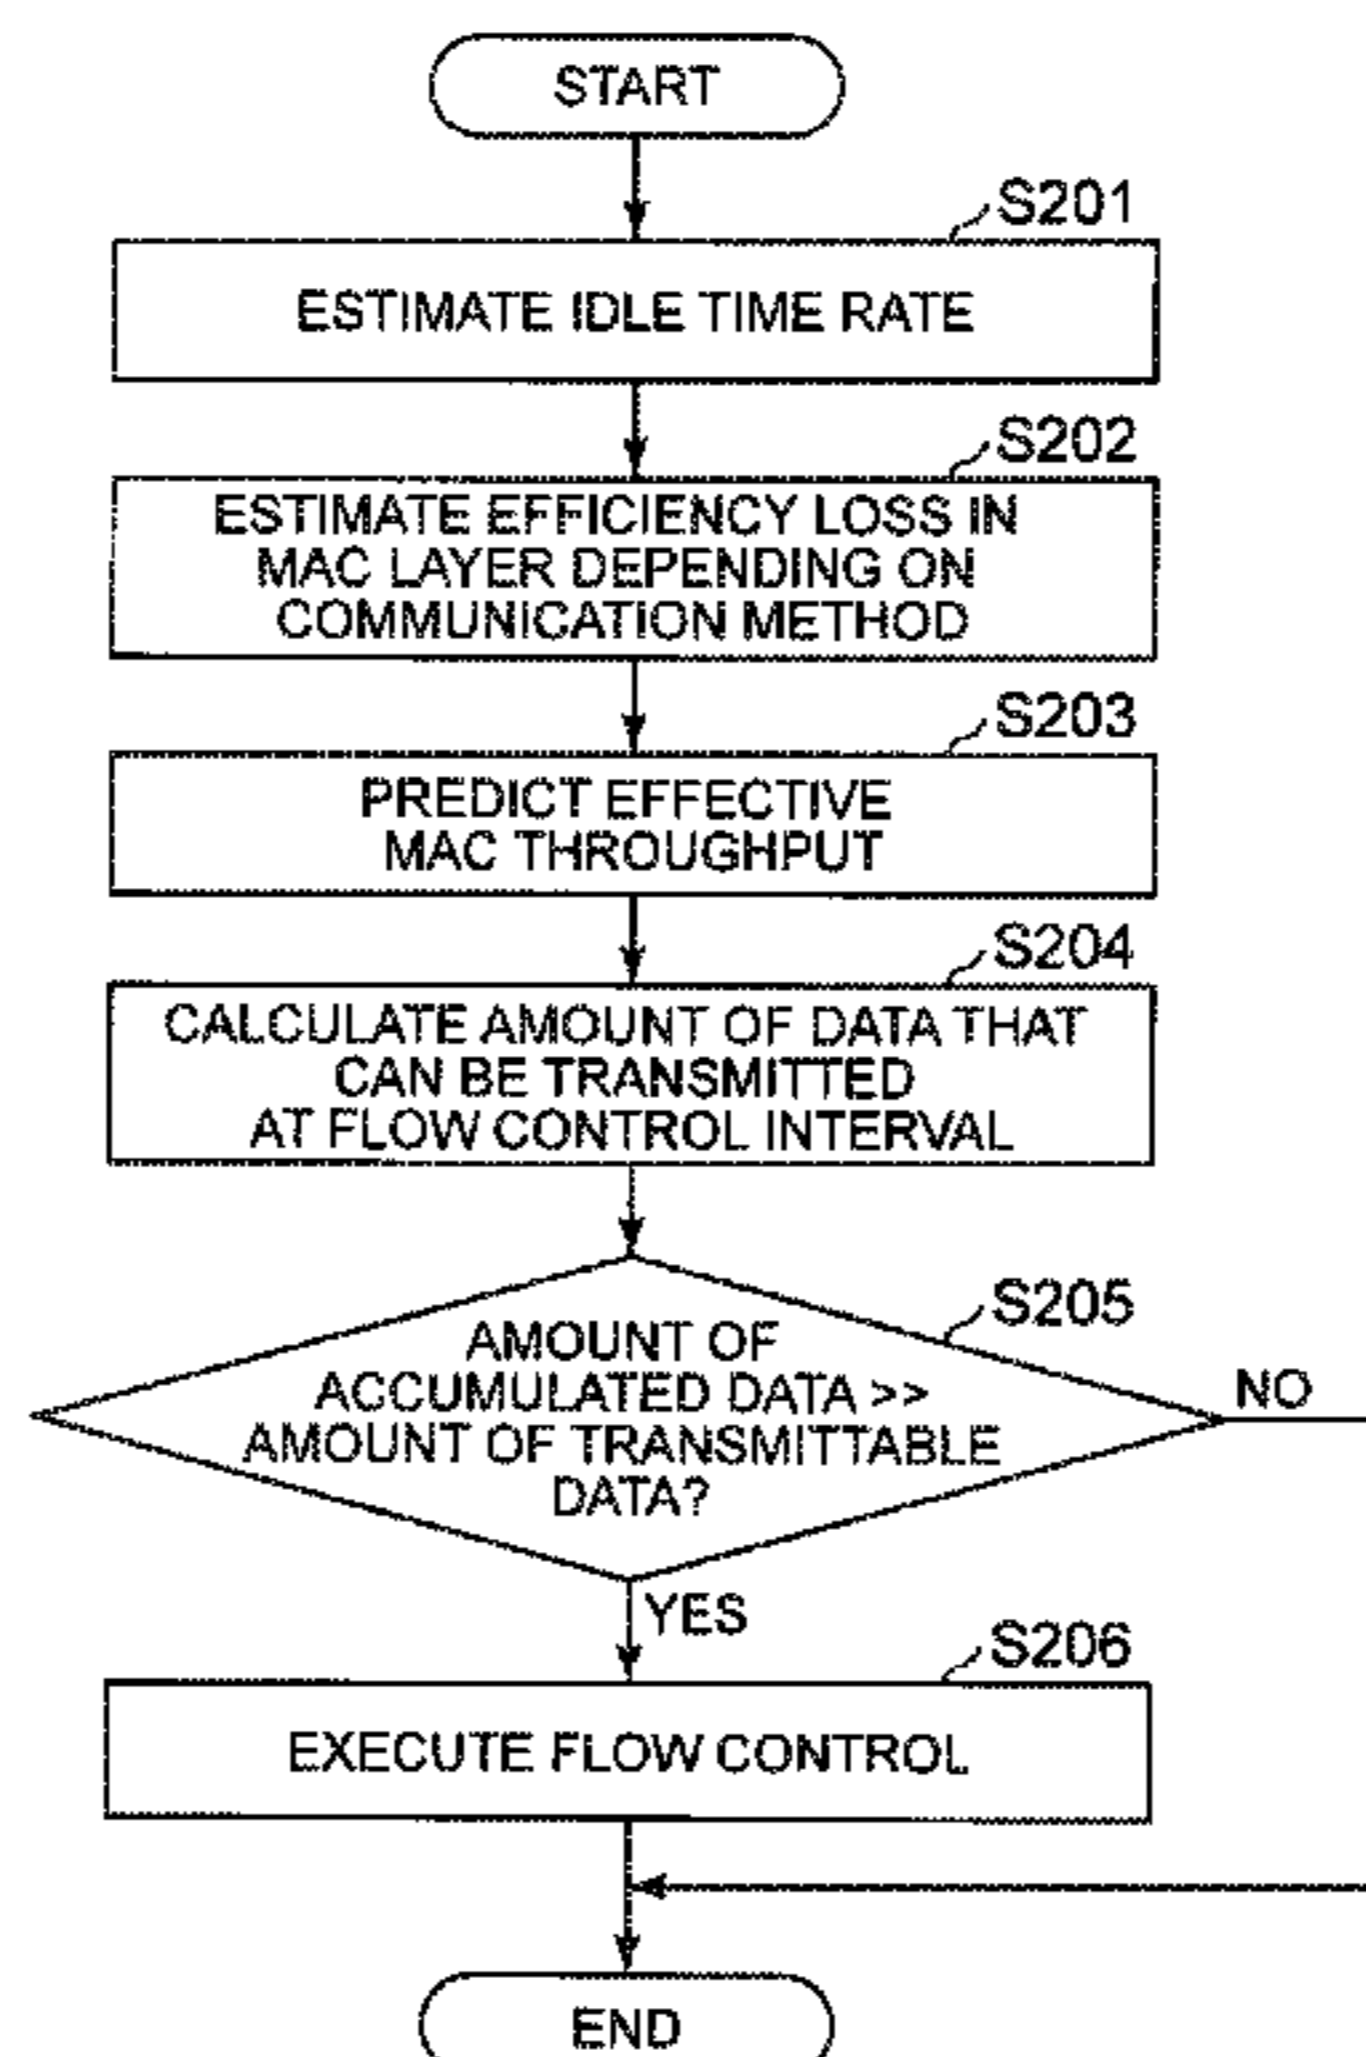 START
S201
ESTIMATE IDLE TIME RATE
S202
ESTIMATE EFFICIENCY LOSS IN
MAC LAYER DEPENDING ON
COMMUNICATION METHOD
S203
PREDICT EFFECTIVE
MAC THROUGHPUT
S204
CALCULATE AMOUNT OF DATA THAT
CAN BE TRANSMITTED
AT FLOW CONTROL INTERVAL
S205
AMOUNT OF
ACCUMULATED DATA >>
AMOUNT OF TRANSMITTABLE
DATA?
NO
YES
S206
EXECUTE FLOW CONTROL
END